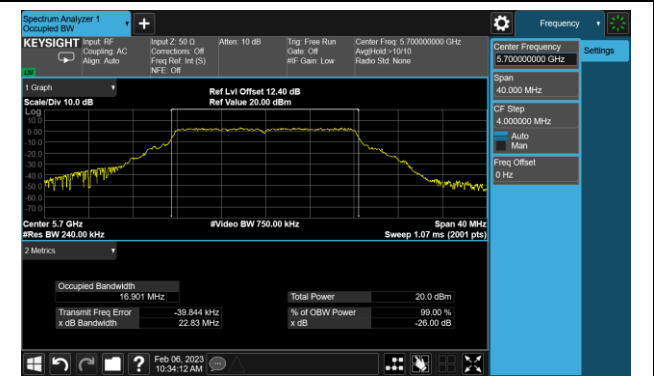 Spectrum Analyzer 1
Occupied BW
+
Frequency
KEYSIGHT
Input: RF
Coupling: AC
Align: Auto
Input Z: 50 Ω
Corrections: Off
Freq Ref: Int (S)
NFE: Off
Atten: 10 dB
Trig: Free Run
Gate: Off
#IF Gain: Low
Center Freq: 5.700000000 GHz
Avg|Hold:>10/10
Radio Std: None
Center Frequency
5.700000000 GHz
Settings
Span
40.000 MHz
CF Step
4.000000 MHz
Auto
Man
Freq Offset
0 Hz
1 Graph
Scale/Div 10.0 dB
Ref Lvl Offset 12.40 dB
Ref Value 20.00 dBm
Log
10.0
0.00
-10.0
-20.0
-30.0
-40.0
-50.0
-60.0
-70.0
Center 5.7 GHz
#Video BW 750.00 kHz
Span 40 MHz
#Res BW 240.00 kHz
Sweep 1.07 ms (2001 pts)
2 Metrics
Occupied Bandwidth
16.901 MHz
Total Power
20.0 dBm
Transmit Freq Error
-39.844 kHz
% of OBW Power
99.00 %
x dB Bandwidth
22.83 MHz
x dB
-26.00 dB
?
Feb 06, 2023
10:34:12 AM